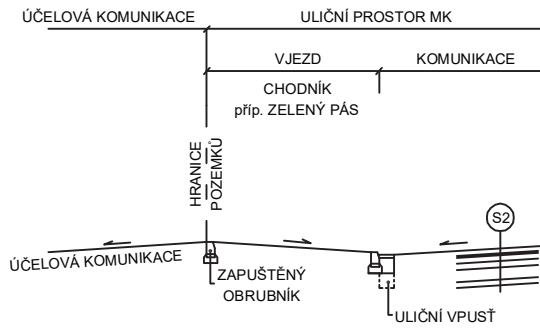 ÚČELOVÁ KOMUNIKACE
ULIČNÍ PROSTOR MK
VJEZD
KOMUNIKACE
CHODNÍK
příp. ZELENÝ PÁS
HRANICE
POZEMKŮ
S2
ÚČELOVÁ KOMUNIKACE
ZAPUŠTĚNÝ
OBRUBNÍK
ULIČNÍ VPUSŤ